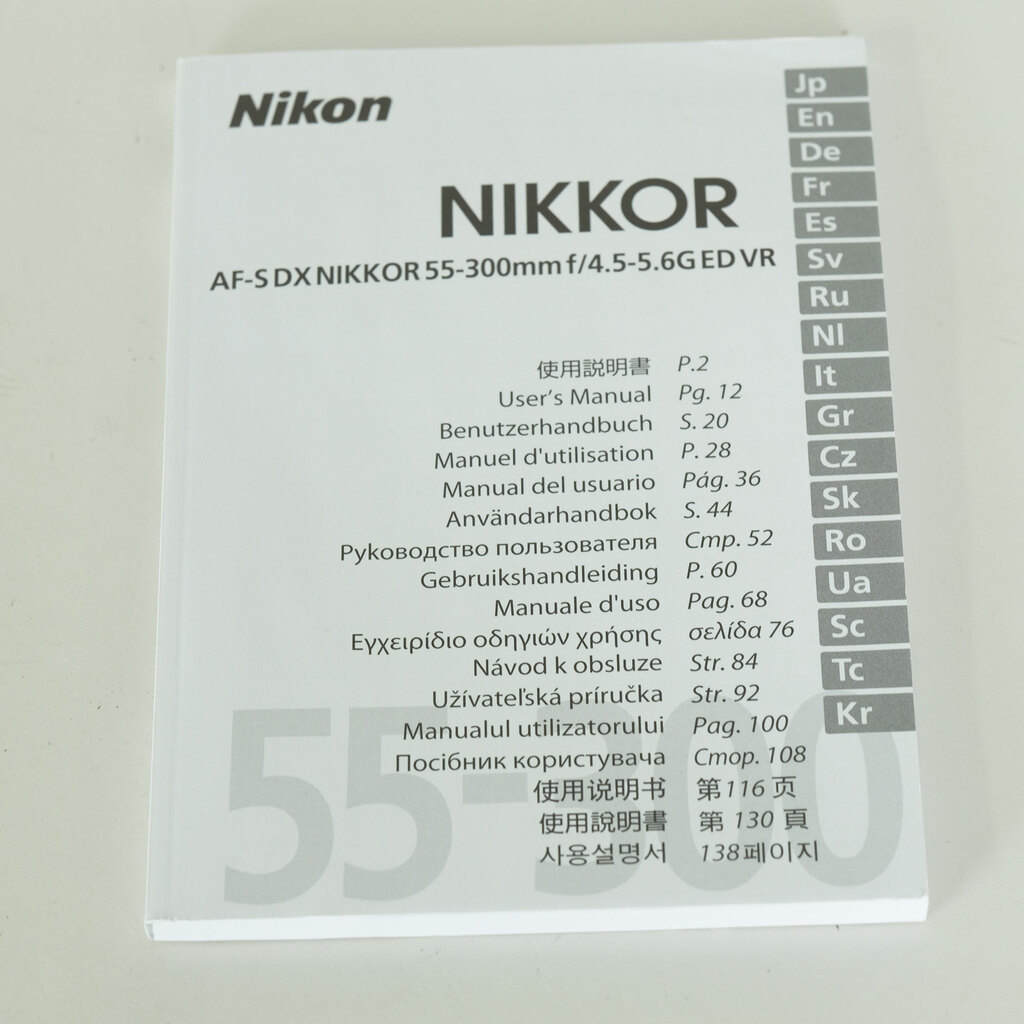 Nikon
NIKKOR
AF-S DX NIKKOR 55-300mm f/4.5-5.6G ED VR
使用説明書 P.2
User's Manual Pg. 12
Benutzerhandbuch S. 20
Manuel d'utilisation P. 28
Manual del usuario Pág. 36
Användarhandbok S. 44
Руководство пользователя Стр. 52
Gebruikshandleiding P. 60
Manuale d'uso Pag. 68
Εγχειρίδιο οδηγιών χρήσης σελίδα 76
Návod k obsluze Str. 84
Užívateľská príručka Str. 92
Manualul utilizatorului Pag. 100
Посібник користувача Стор. 108
使用说明书 第116 页
使用說明書 第 130 頁
사용설명서 138페이지
55-300
Jp
En
De
Fr
Es
Sv
Ru
Nl
It
Gr
Cz
Sk
Ro
Ua
Sc
Tc
Kr